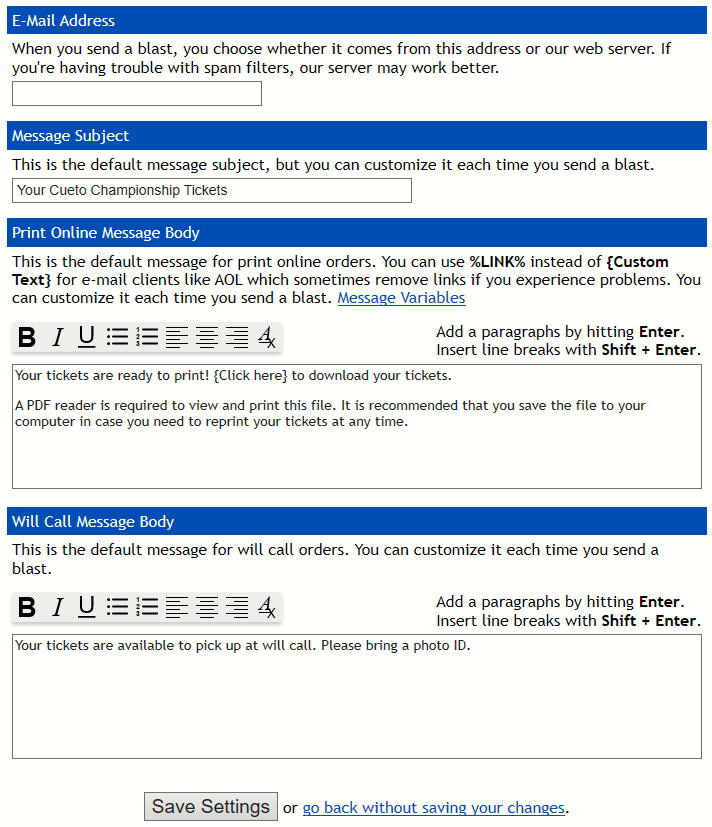 E-Mail Address
When you send a blast, you choose whether it comes from this address or our web server. If
you're having trouble with spam filters, our server may work better.
Message Subject
This is the default message subject, but you can customize it each time you send a blast.
Your Cueto Championship Tickets
Print Online Message Body
This is the default message for print online orders. You can use %LINK% instead of {Custom
Text} for e-mail clients like AOL which sometimes remove links if you experience problems. You
can customize it each time you send a blast. Message Variables
B I U
Add a paragraphs by hitting Enter.
Insert line breaks with Shift + Enter.
Your tickets are ready to print! {Click here} to download your tickets.
A PDF reader is required to view and print this file. It is recommended that you save the file to your
computer in case you need to reprint your tickets at any time.
Will Call Message Body
This is the default message for will call orders. You can customize it each time you send a
blast.
B I U
Add a paragraphs by hitting Enter.
Insert line breaks with Shift + Enter.
Your tickets are available to pick up at will call. Please bring a photo ID.
Save Settings or go back without saving your changes.